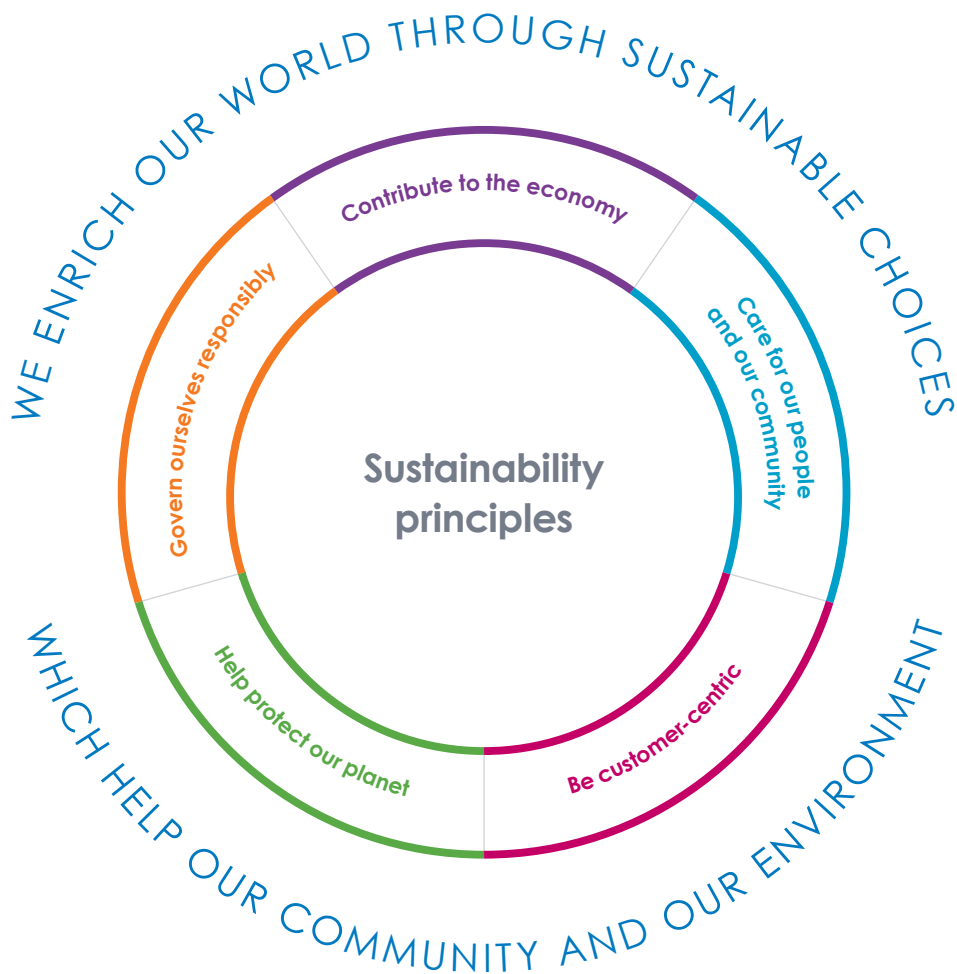 WE ENRICH OUR WORLD THROUGH SUSTAINABLE CHOICES
Contribute to the economy
Care for our people
and our community
Be customer-centric
Help protect our planet
Govern ourselves responsibly
Sustainability
principles
WHICH HELP OUR COMMUNITY AND OUR ENVIRONMENT